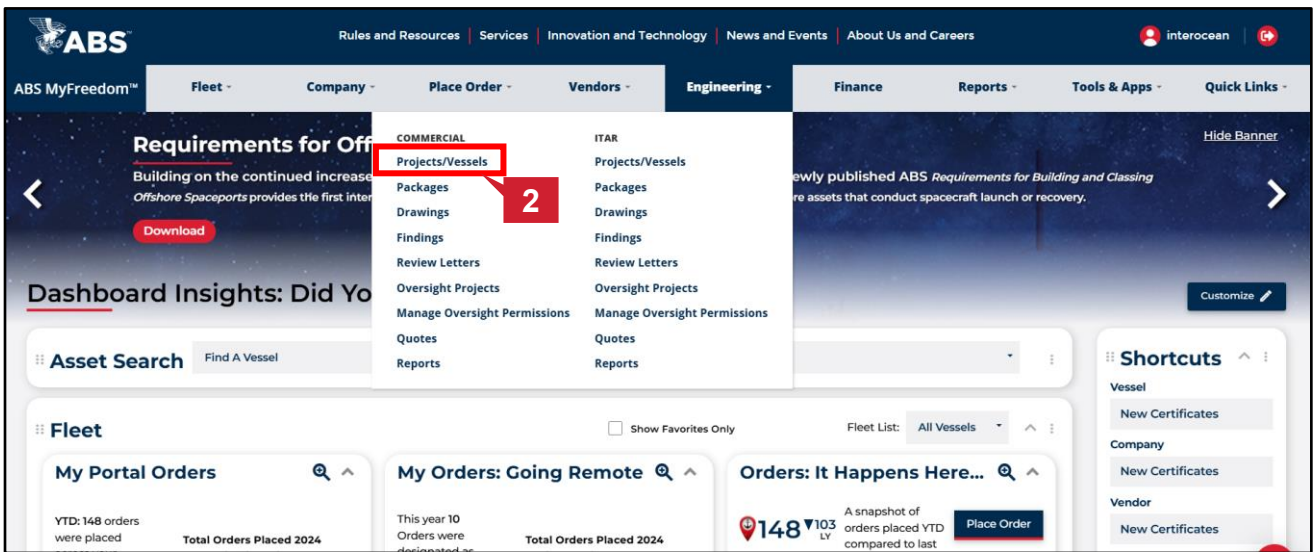 ABS
Rules and Resources
Services
Innovation and Technology
News and Events
About Us and Careers
interocean
ABS MyFreedom™
Fleet
Company
Place Order
Vendors
Engineering
Finance
Reports
Tools & Apps
Quick Links
Hide Banner
Requirements for Off
Building on the continued increase
ewly published ABS Requirements for Building and Classing
Offshore Spaceports provides the first inter
re assets that conduct spacecraft launch or recovery.
Download
COMMERCIAL
Projects/Vessels
Packages
Drawings
Findings
Review Letters
Oversight Projects
Manage Oversight Permissions
Quotes
Reports
ITAR
Projects/Vessels
Packages
Drawings
Findings
Review Letters
Oversight Projects
Manage Oversight Permissions
Quotes
Reports
2
Dashboard Insights: Did Yo
Customize
Asset Search
Find A Vessel
Fleet
Show Favorites Only
Fleet List:
All Vessels
My Portal Orders
YTD: 148 orders
were placed
Total Orders Placed 2024
My Orders: Going Remote
This year 10
Orders were
designated as
Total Orders Placed 2024
Orders: It Happens Here...
148
103
LY
A snapshot of
orders placed YTD
compared to last
Place Order
Shortcuts
Vessel
New Certificates
Company
New Certificates
Vendor
New Certificates